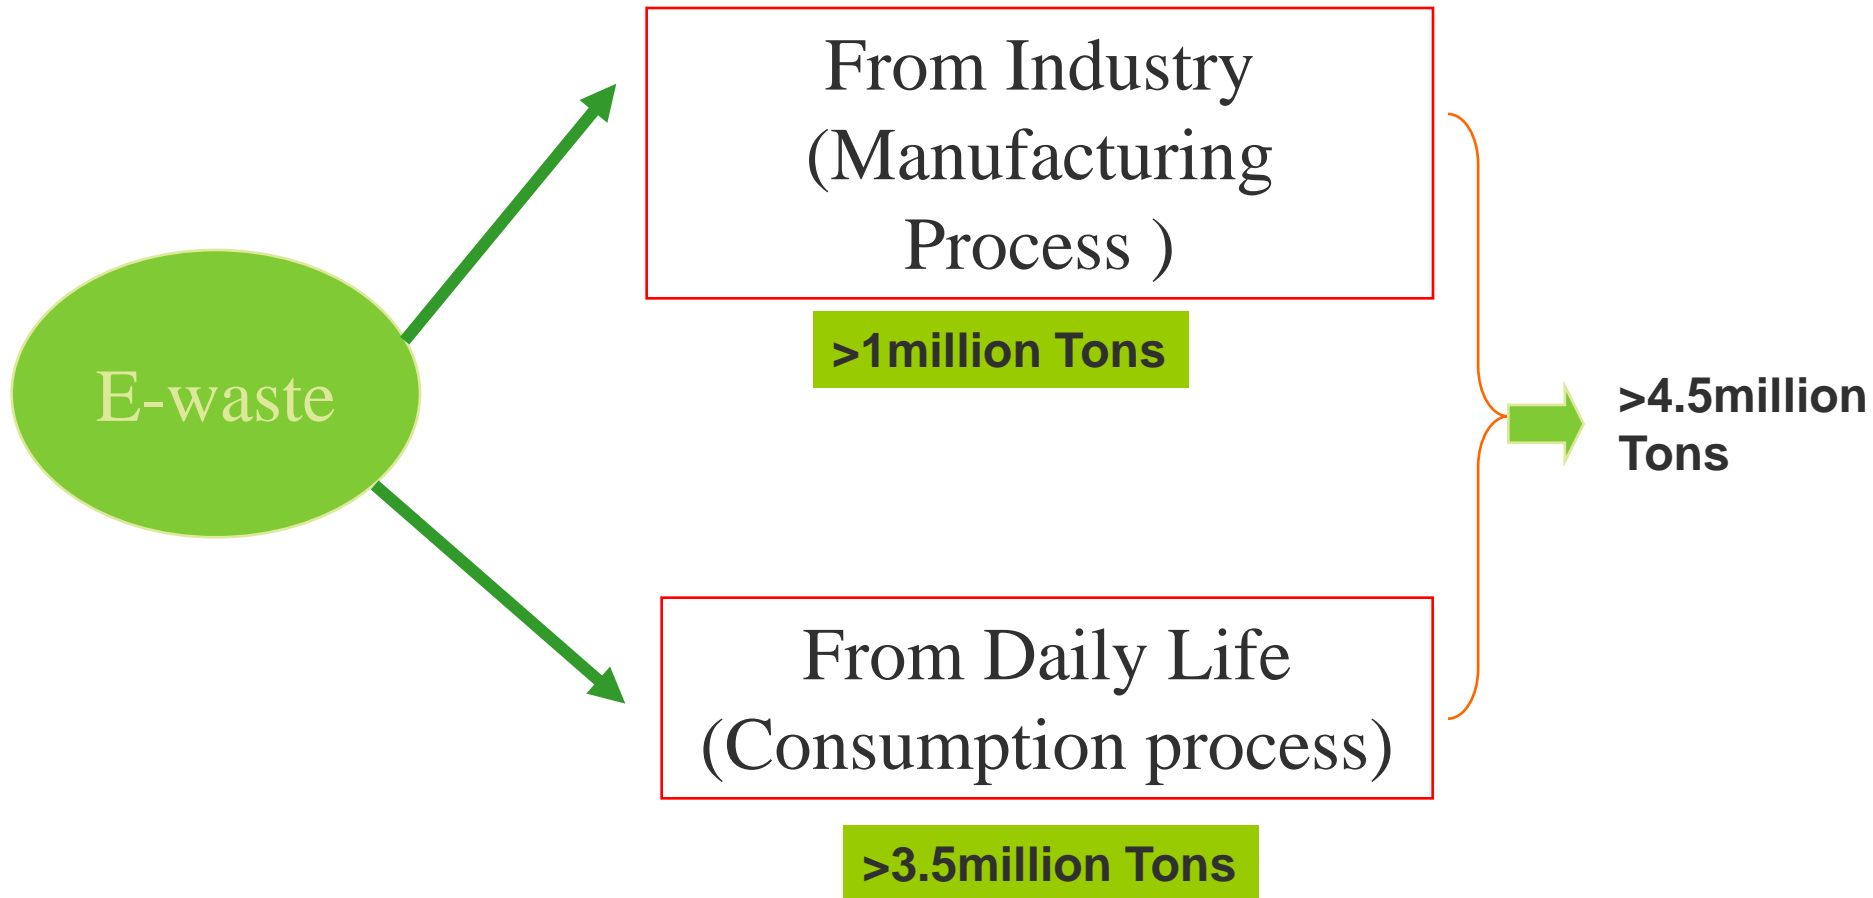 From Industry
(Manufacturing
Process )
>1million Tons
E-waste
>4.5million
Tons
From Daily Life
(Consumption process)
>3.5million Tons